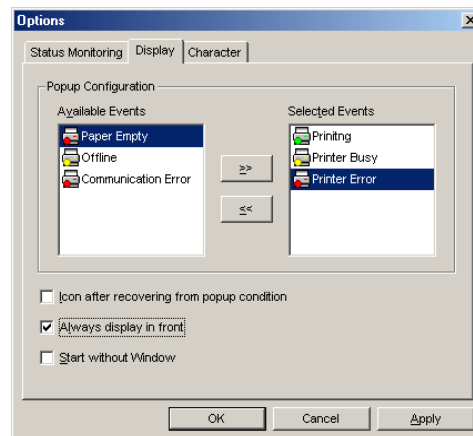 Options
Status Monitoring Display Character
Popup Configuration
Available Events Selected Events
Paper Empty Prinitng
Offline Printer Busy
Communication Error Printer Error
>>
<<
Icon after recovering from popup condition
Always display in front
Start without Window
OK Cancel Apply